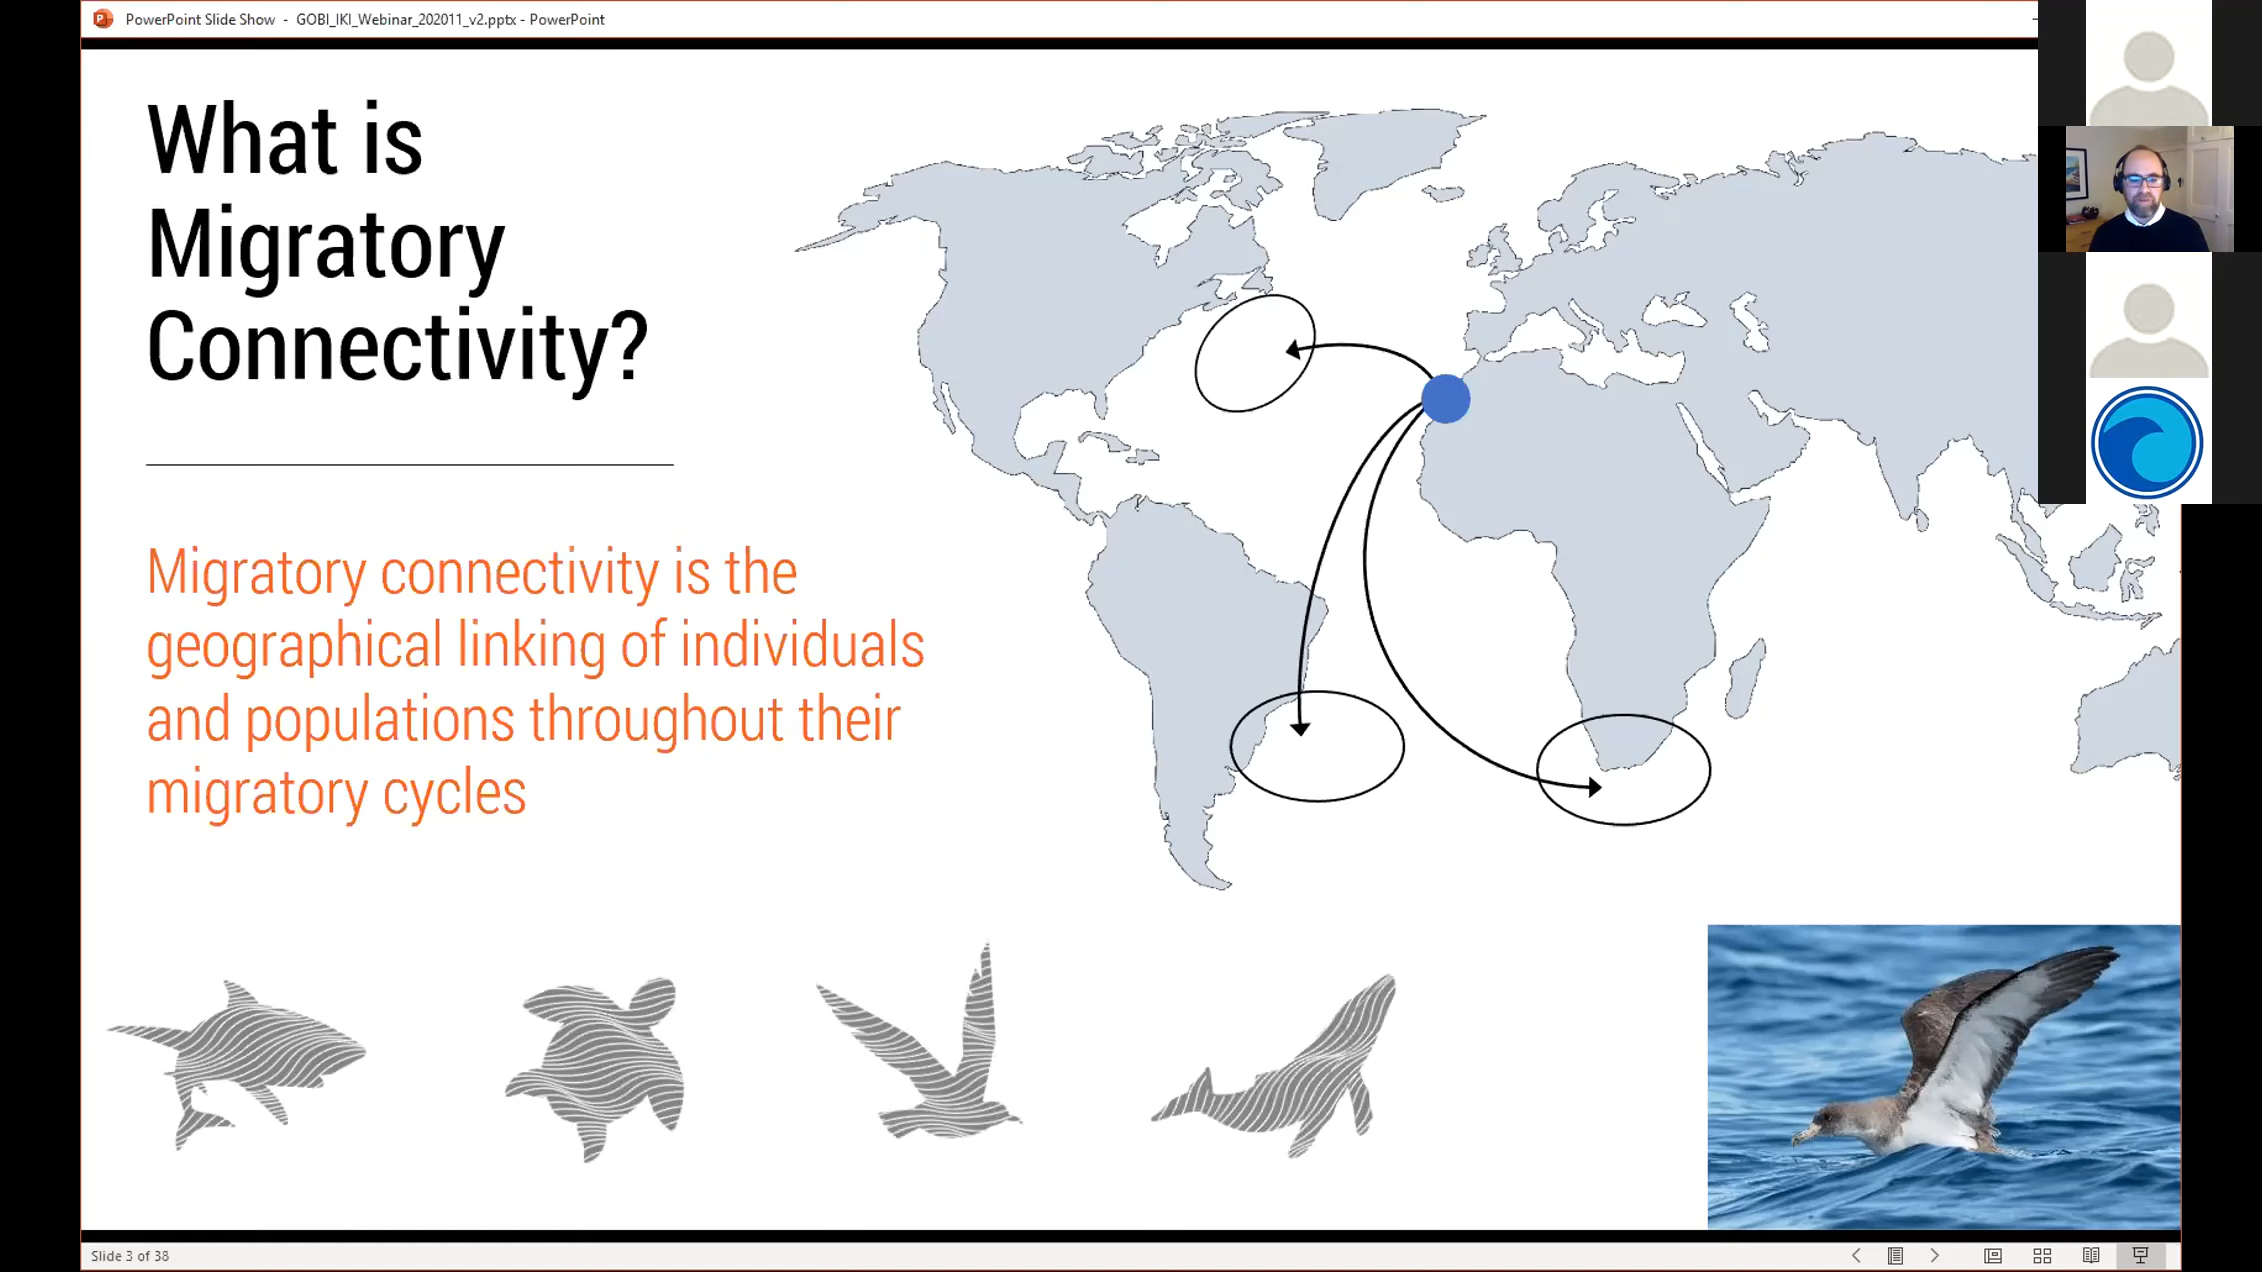 PowerPoint Slide Show - GOBI_IKI_Webinar_202011_v2.pptx - PowerPoint
What is
Migratory
Connectivity?
Migratory connectivity is the
geographical linking of individuals
and populations throughout their
migratory cycles
Slide 3 of 38